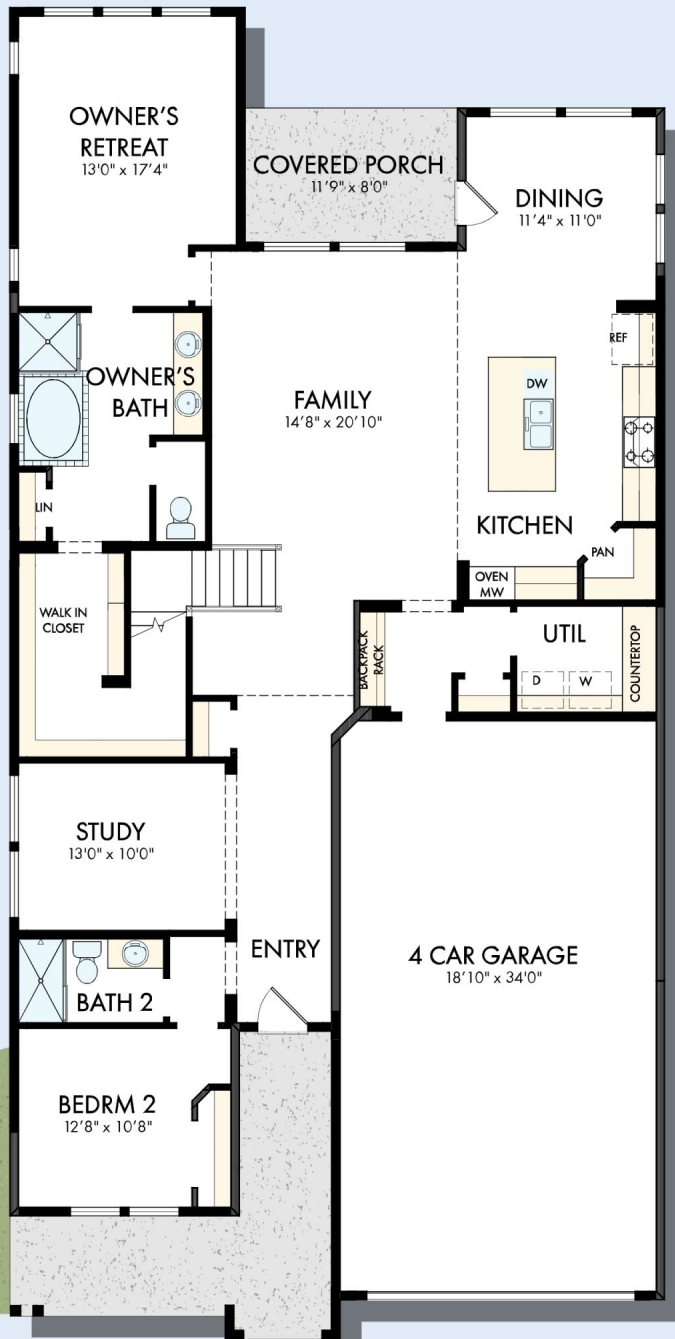 OWNER'S
RETREAT
13'0" x 17'4"
COVERED PORCH
11'9" x 8'0"
DINING
11'4" x 11'0"
REF
OWNER'S
BATH
DW
FAMILY
14'8" x 20'10"
LIN
KITCHEN
PAN
OVEN
MW
WALK IN
CLOSET
BACKPACK
RACK
UTIL
COUNTERTOP
D
W
STUDY
13'0" x 10'0"
ENTRY
4 CAR GARAGE
18'10" x 34'0"
BATH 2
BEDRM 2
12'8" x 10'8"